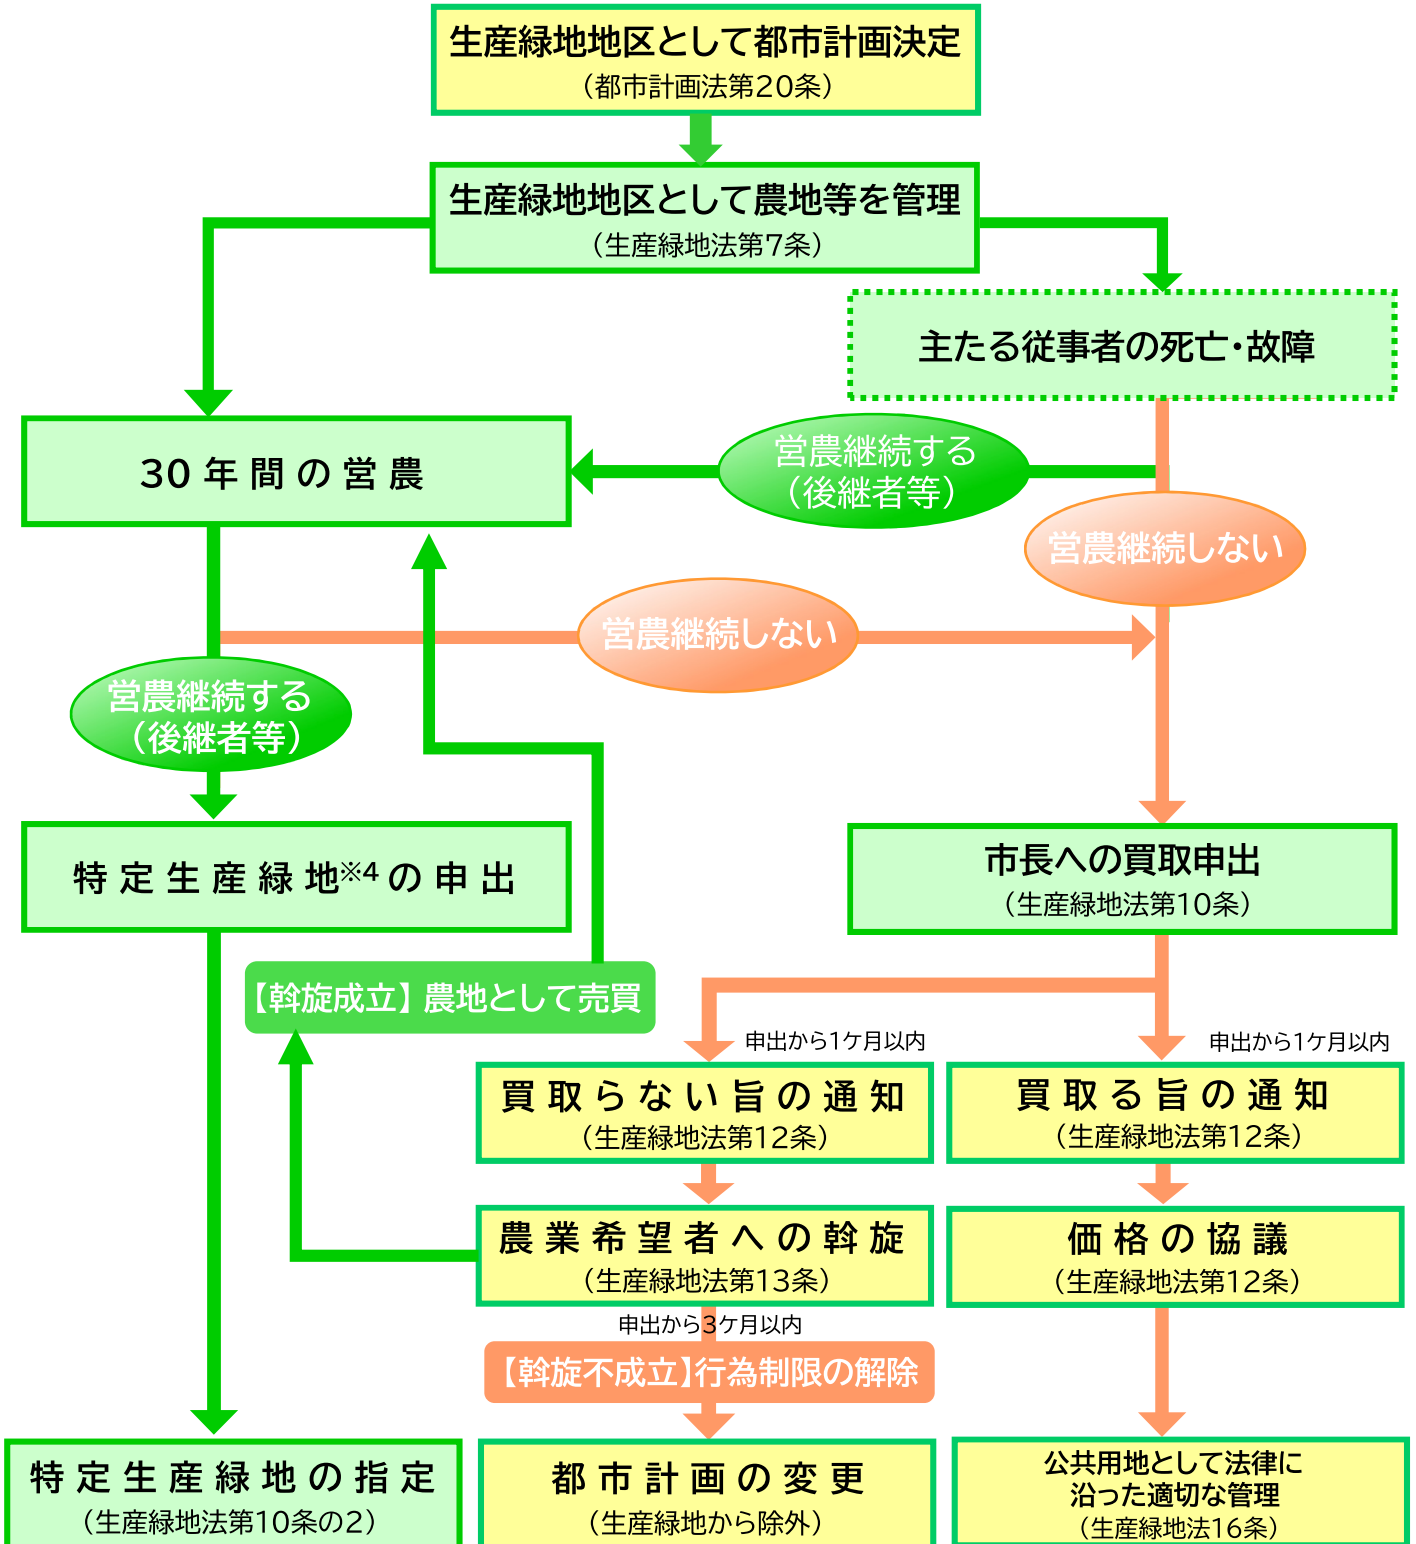 生産緑地地区として都市計画決定
（都市計画法第20条）
生産緑地地区として農地等を管理
（生産緑地法第7条）
主たる従事者の死亡・故障
30年間の営農
営農継続する
（後継者等）
営農継続しない
営農継続しない
営農継続する
（後継者等）
特定生産緑地※4の申出
市長への買取申出
（生産緑地法第10条）
【斡旋成立】農地として売買
申出から1ケ月以内
申出から1ケ月以内
買取らない旨の通知
（生産緑地法第12条）
買取る旨の通知
（生産緑地法第12条）
農業希望者への斡旋
（生産緑地法第13条）
価格の協議
（生産緑地法第12条）
申出から3ケ月以内
【斡旋不成立】行為制限の解除
特定生産緑地の指定
（生産緑地法第10条の2）
都市計画の変更
（生産緑地から除外）
公共用地として法律に
沿った適切な管理
（生産緑地法16条）